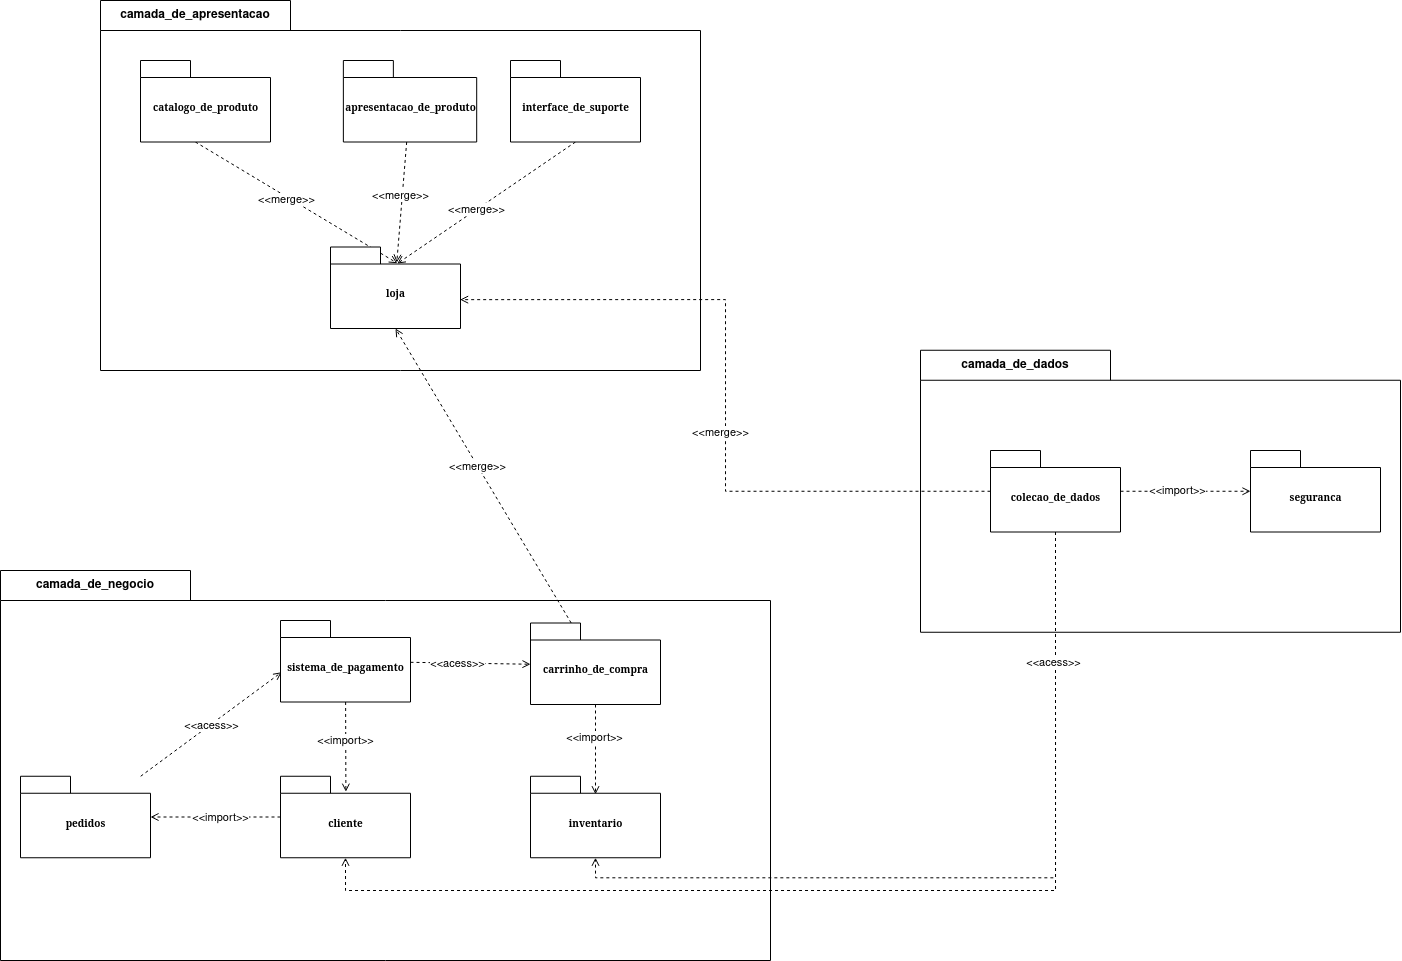 camada_de_apresentacao
catalogo_de_produto
apresentacao_de_produto
interface_de_suporte
<<merge>>
<<merge>>
<<merge>>
loja
camada_de_dados
<<merge>>
<<merge>>
colecao_de_dados
<<import>>
seguranca
camada_de_negocio
sistema_de_pagamento
<<acess>>
carrinho_de_compra
<<acess>>
<<acess>>
<<import>>
<<import>>
pedidos
<<import>>
cliente
inventario